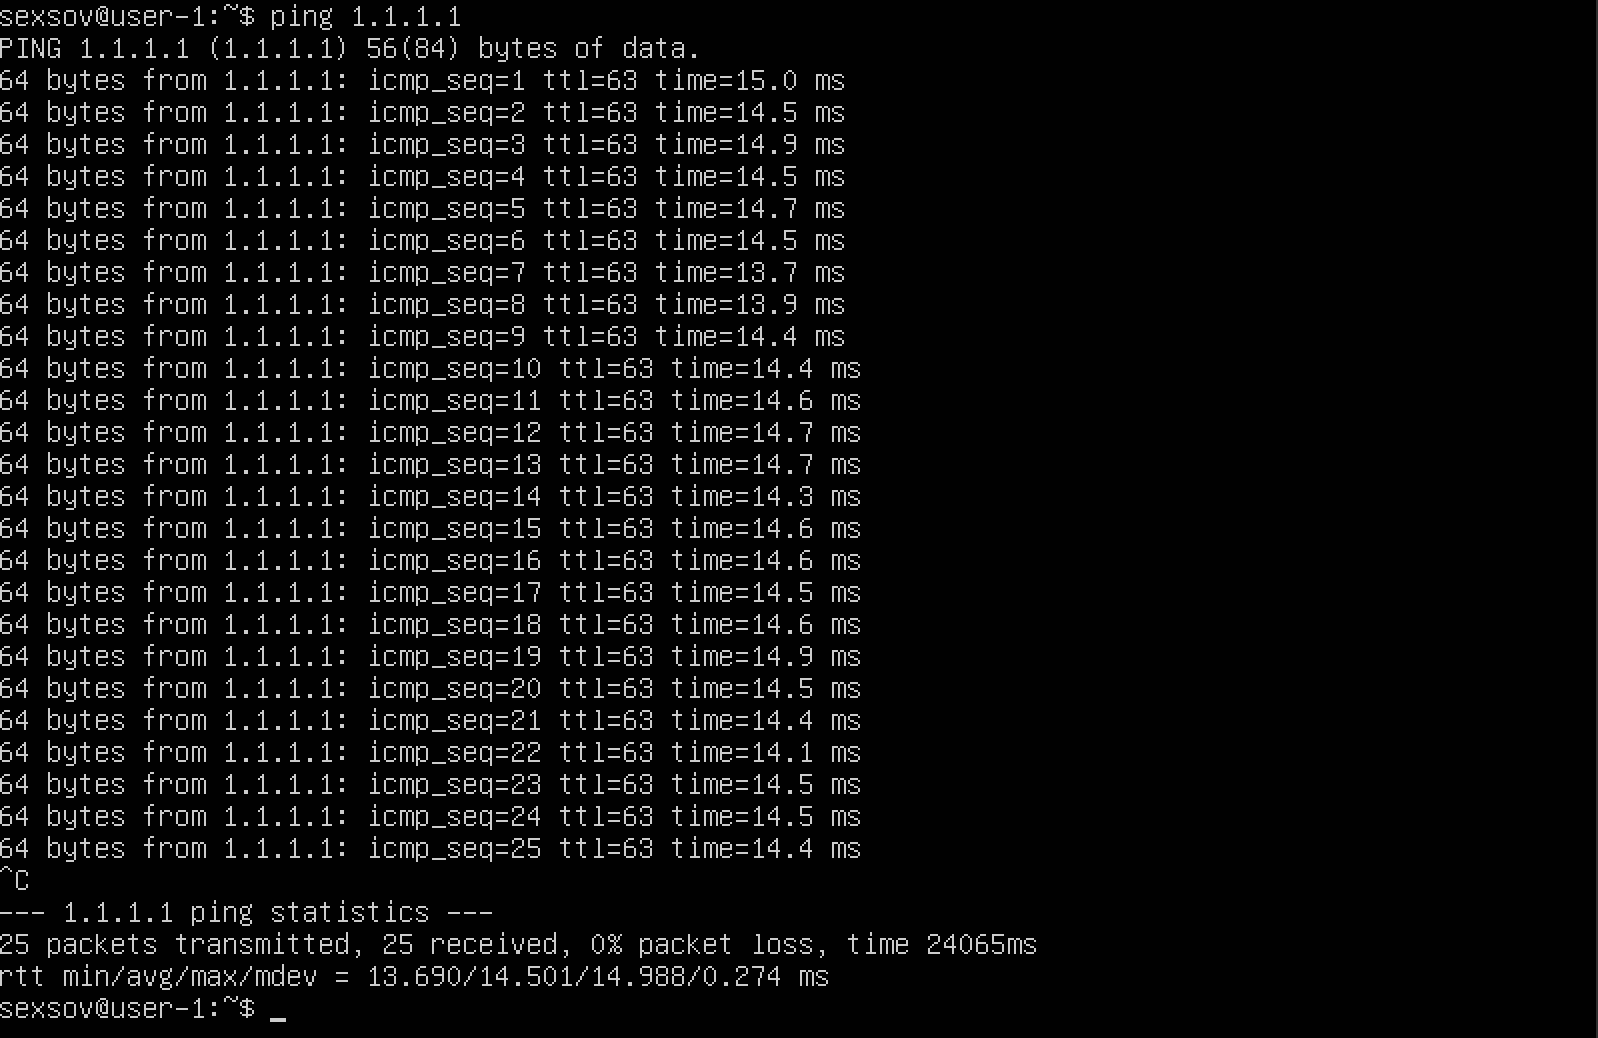 sexsov@user-1:~$ ping 1.1.1.1
PING 1.1.1.1 (1.1.1.1) 56(84) bytes of data.
64 bytes from 1.1.1.1: icmp_seq=1 ttl=63 time=15.0 ms
64 bytes from 1.1.1.1: icmp_seq=2 ttl=63 time=14.5 ms
64 bytes from 1.1.1.1: icmp_seq=3 ttl=63 time=14.9 ms
64 bytes from 1.1.1.1: icmp_seq=4 ttl=63 time=14.5 ms
64 bytes from 1.1.1.1: icmp_seq=5 ttl=63 time=14.7 ms
64 bytes from 1.1.1.1: icmp_seq=6 ttl=63 time=14.5 ms
64 bytes from 1.1.1.1: icmp_seq=7 ttl=63 time=13.7 ms
64 bytes from 1.1.1.1: icmp_seq=8 ttl=63 time=13.9 ms
64 bytes from 1.1.1.1: icmp_seq=9 ttl=63 time=14.4 ms
64 bytes from 1.1.1.1: icmp_seq=10 ttl=63 time=14.4 ms
64 bytes from 1.1.1.1: icmp_seq=11 ttl=63 time=14.6 ms
64 bytes from 1.1.1.1: icmp_seq=12 ttl=63 time=14.7 ms
64 bytes from 1.1.1.1: icmp_seq=13 ttl=63 time=14.7 ms
64 bytes from 1.1.1.1: icmp_seq=14 ttl=63 time=14.3 ms
64 bytes from 1.1.1.1: icmp_seq=15 ttl=63 time=14.6 ms
64 bytes from 1.1.1.1: icmp_seq=16 ttl=63 time=14.6 ms
64 bytes from 1.1.1.1: icmp_seq=17 ttl=63 time=14.5 ms
64 bytes from 1.1.1.1: icmp_seq=18 ttl=63 time=14.6 ms
64 bytes from 1.1.1.1: icmp_seq=19 ttl=63 time=14.9 ms
64 bytes from 1.1.1.1: icmp_seq=20 ttl=63 time=14.5 ms
64 bytes from 1.1.1.1: icmp_seq=21 ttl=63 time=14.4 ms
64 bytes from 1.1.1.1: icmp_seq=22 ttl=63 time=14.1 ms
64 bytes from 1.1.1.1: icmp_seq=23 ttl=63 time=14.5 ms
64 bytes from 1.1.1.1: icmp_seq=24 ttl=63 time=14.5 ms
64 bytes from 1.1.1.1: icmp_seq=25 ttl=63 time=14.4 ms
^C
--- 1.1.1.1 ping statistics ---
25 packets transmitted, 25 received, 0% packet loss, time 24065ms
rtt min/avg/max/mdev = 13.690/14.501/14.988/0.274 ms
sexsov@user-1:~$ _